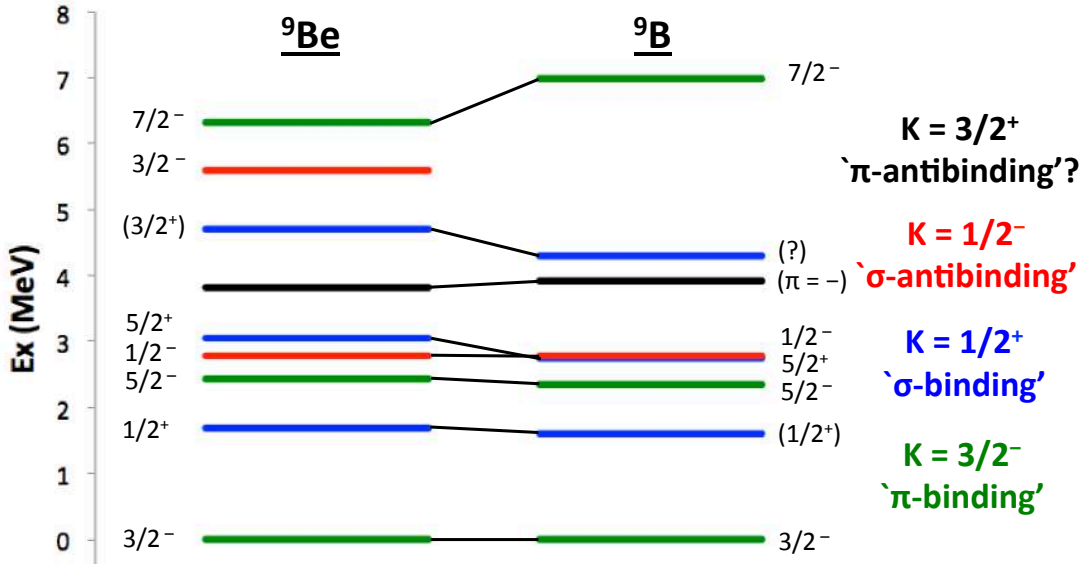 ⁹Be
⁹B
Ex (MeV)
8
7
6
5
4
3
2
1
0
7/2⁻
3/2⁻
(3/2⁺)
5/2⁺
1/2⁻
5/2⁻
1/2⁺
3/2⁻
7/2⁻
(?)
(π = −)
1/2⁻
5/2⁺
5/2⁻
(1/2⁺)
3/2⁻
K = 3/2⁺
`π-antibinding'?
K = 1/2⁻
`σ-antibinding'
K = 1/2⁺
`σ-binding'
K = 3/2⁻
`π-binding'